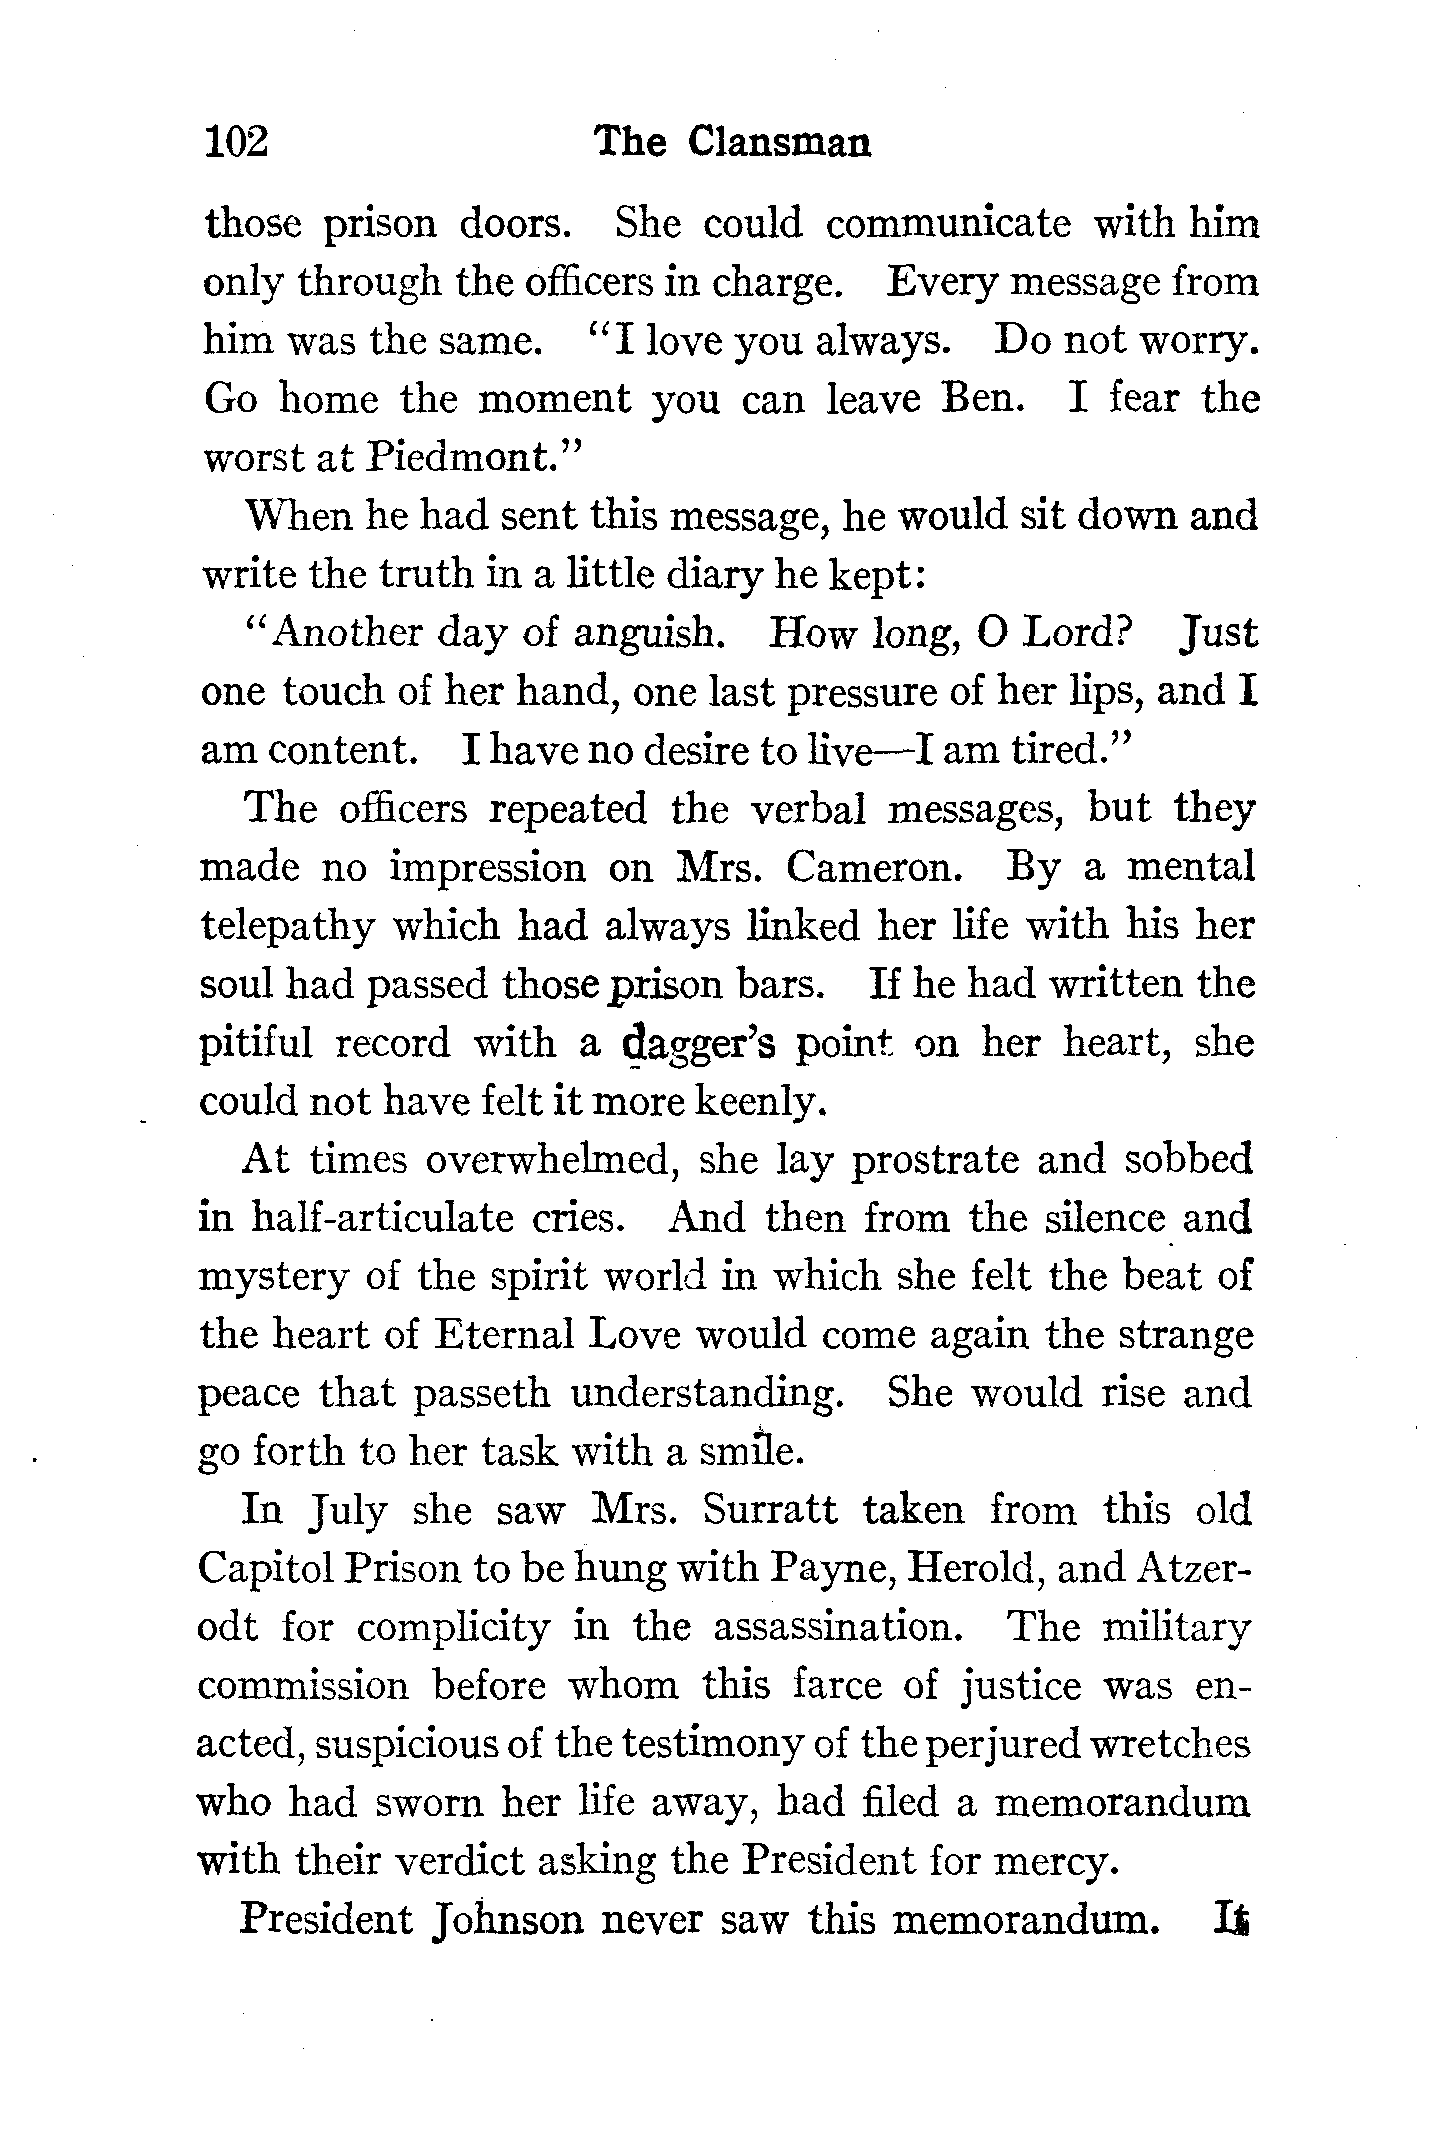 102 The Clansman
those prison doors. She could communicate with him
only through the officers in charge. Every message from
him was the same. "I love you always. Do not worry.
Go home the moment you can leave Ben. I fear the
worst at Piedmont."
When he had sent this message, he would sit down and
write the truth in a little diary he kept:
"Another day of anguish. How long, O Lord? Just
one touch of her hand, one last pressure of her lips, and I
am content. I have no desire to live—I am tired."
The officers repeated the verbal messages, but they
made no impression on Mrs. Cameron. By a mental
telepathy which had always linked her life with his her
soul had passed those prison bars. If he had written the
pitiful record with a dagger's point on her heart, she
could not have felt it more keenly.
At times overwhelmed, she lay prostrate and sobbed
in half-articulate cries. And then from the silence and
mystery of the spirit world in which she felt the beat of
the heart of Eternal Love would come again the strange
peace that passeth understanding. She would rise and
go forth to her task with a smile.
In July she saw Mrs. Surratt taken from this old
Capitol Prison to be hung with Payne, Herold, and Atzer-
odt for complicity in the assassination. The military
commission before whom this farce of justice was en-
acted, suspicious of the testimony of the perjured wretches
who had sworn her life away, had filed a memorandum
with their verdict asking the President for mercy.
President Johnson never saw this memorandum. It